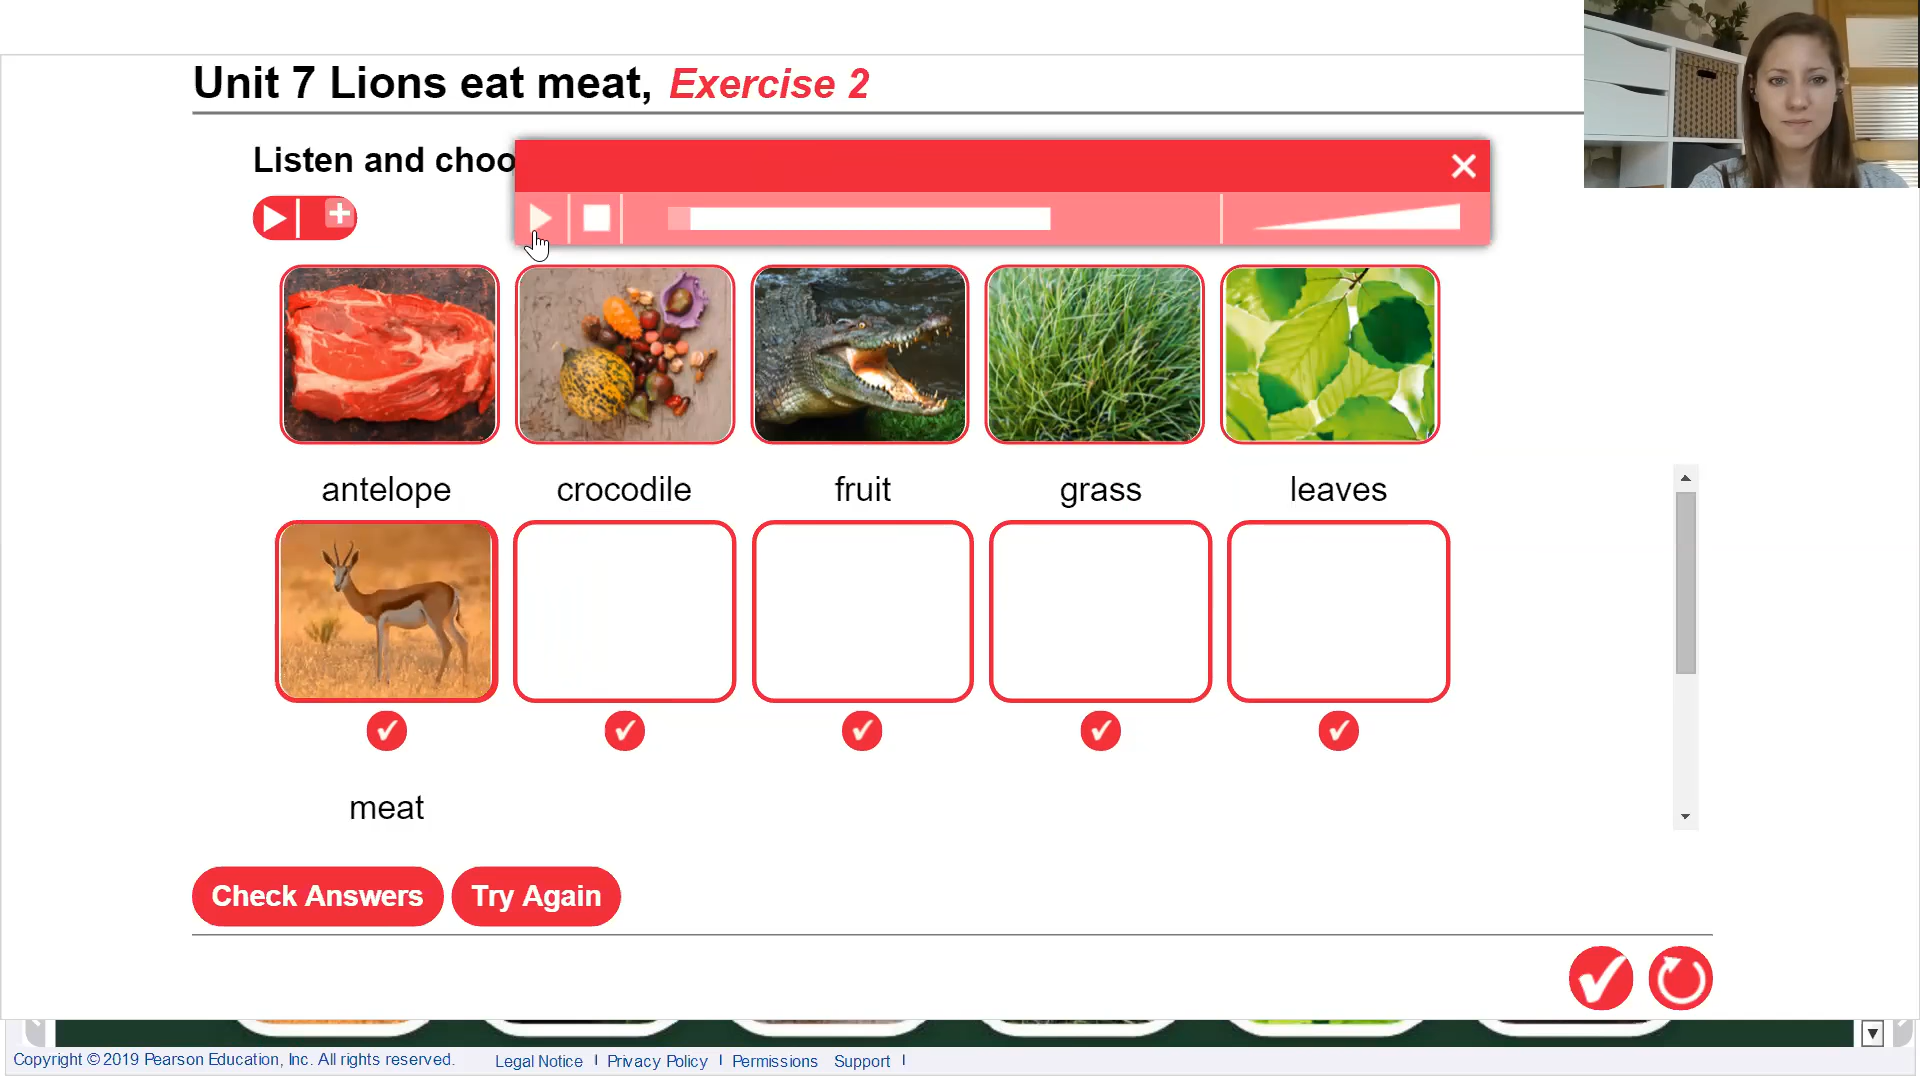 Unit 7 Lions eat meat, Exercise 2
Listen and choo
antelope crocodile fruit grass leaves
meat
Check Answers Try Again
Copyright © 2019 Pearson Education, Inc. All rights reserved. Legal Notice | Privacy Policy | Permissions Support |